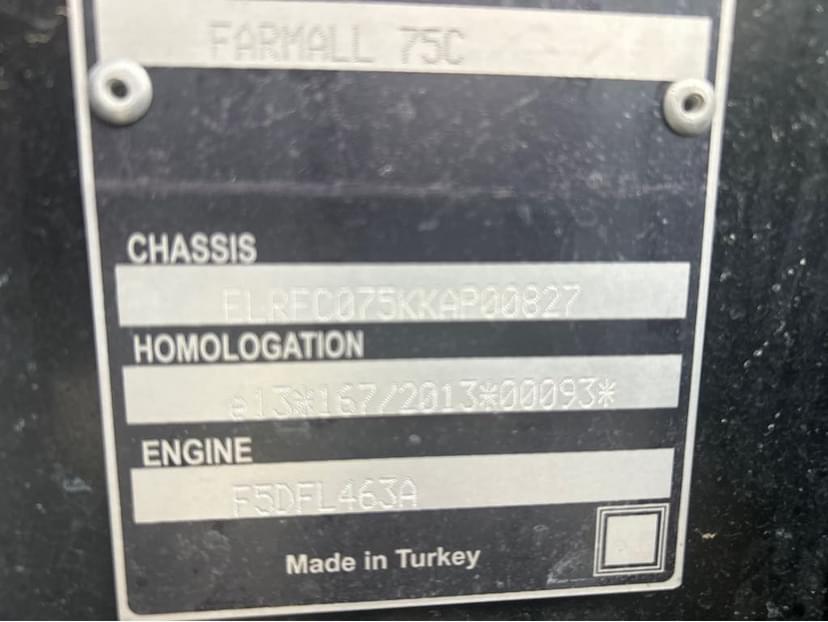 FARMALL 75C
CHASSIS
ELRFC075KKAP00827
HOMOLOGATION
e13*167/2013*00093*
ENGINE
F5DFL463A
Made in Turkey